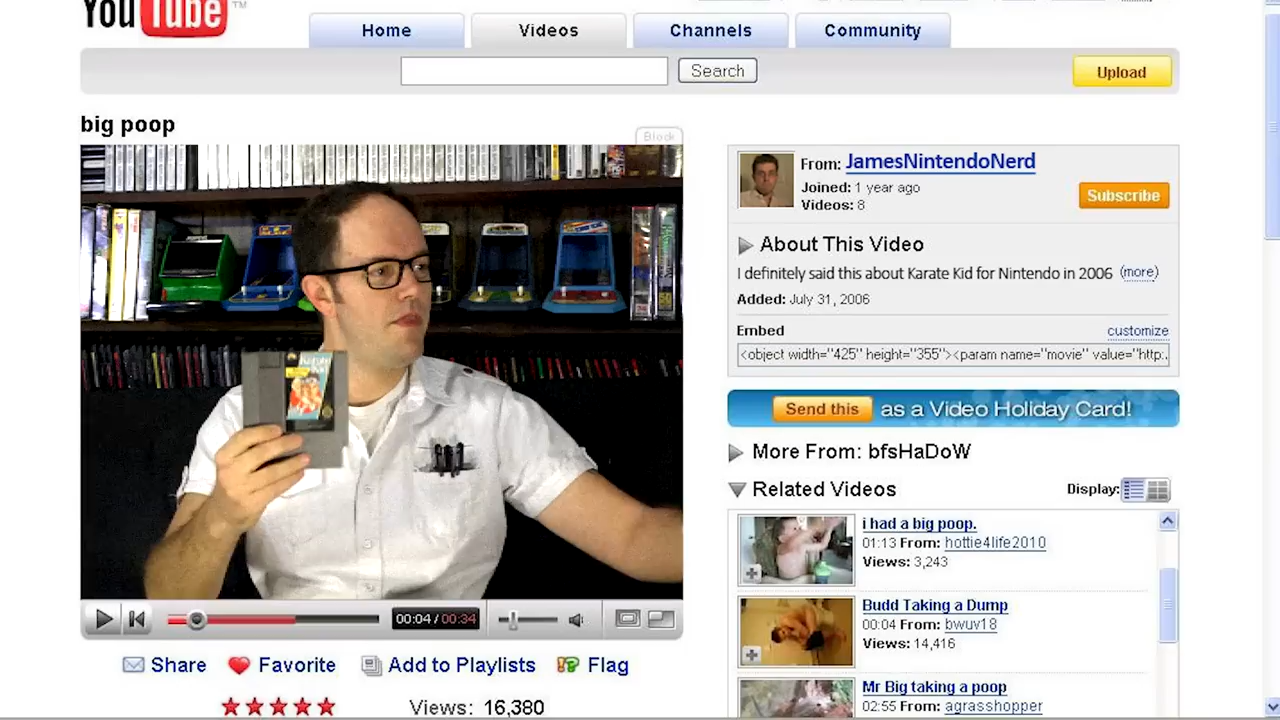 YouTube™
Home
Videos
Channels
Community
Search
Upload
big poop
Block
From: JamesNintendoNerd
Joined: 1 year ago
Videos: 8
Subscribe
About This Video
I definitely said this about Karate Kid for Nintendo in 2006 (more)
Added: July 31, 2006
Embed
customize
<object width="425" height="355"><param name="movie" value="http..
Send this as a Video Holiday Card!
More From: bfsHaDoW
Related Videos
Display:
i had a big poop.
01:13 From: hottie4life2010
Views: 3,243
Budd Taking a Dump
00:04 From: bwuv18
Views: 14,416
Mr Big taking a poop
02:55 From: agrasshopper
00:04 / 00:34
Share
Favorite
Add to Playlists
Flag
Views: 16,380